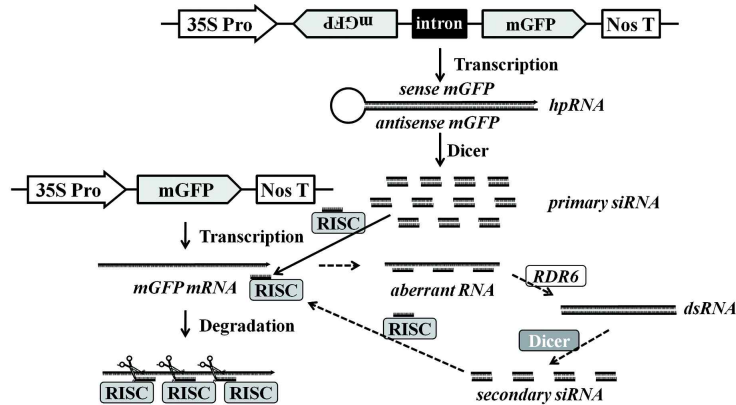 35S Pro mGFP intron mGFP Nos T
Transcription
sense mGFP
hpRNA
antisense mGFP
Dicer
35S Pro mGFP Nos T
primary siRNA
RISC
Transcription
mGFP mRNA
RISC
aberrant RNA
RDR6
dsRNA
Degradation
RISC
Dicer
RISC RISC RISC
secondary siRNA